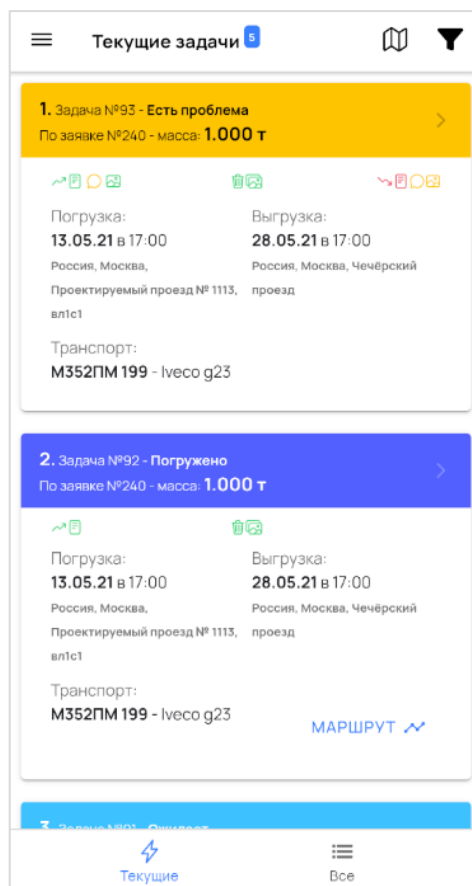 Текущие задачи 5
1. Задача №93 - Есть проблема
По заявке №240 - масса: 1.000 т
Погрузка:
13.05.21 в 17:00
Россия, Москва,
Проектируемый проезд № 1113,
вл1с1
Выгрузка:
28.05.21 в 17:00
Россия, Москва, Чечёрский
проезд
Транспорт:
М352ПМ 199 - Iveco g23
2. Задача №92 - Погружено
По заявке №240 - масса: 1.000 т
Погрузка:
13.05.21 в 17:00
Россия, Москва,
Проектируемый проезд № 1113,
вл1с1
Выгрузка:
28.05.21 в 17:00
Россия, Москва, Чечёрский
проезд
Транспорт:
М352ПМ 199 - Iveco g23
МАРШРУТ
3. Задача №91 - Ожидает
Текущие
Все